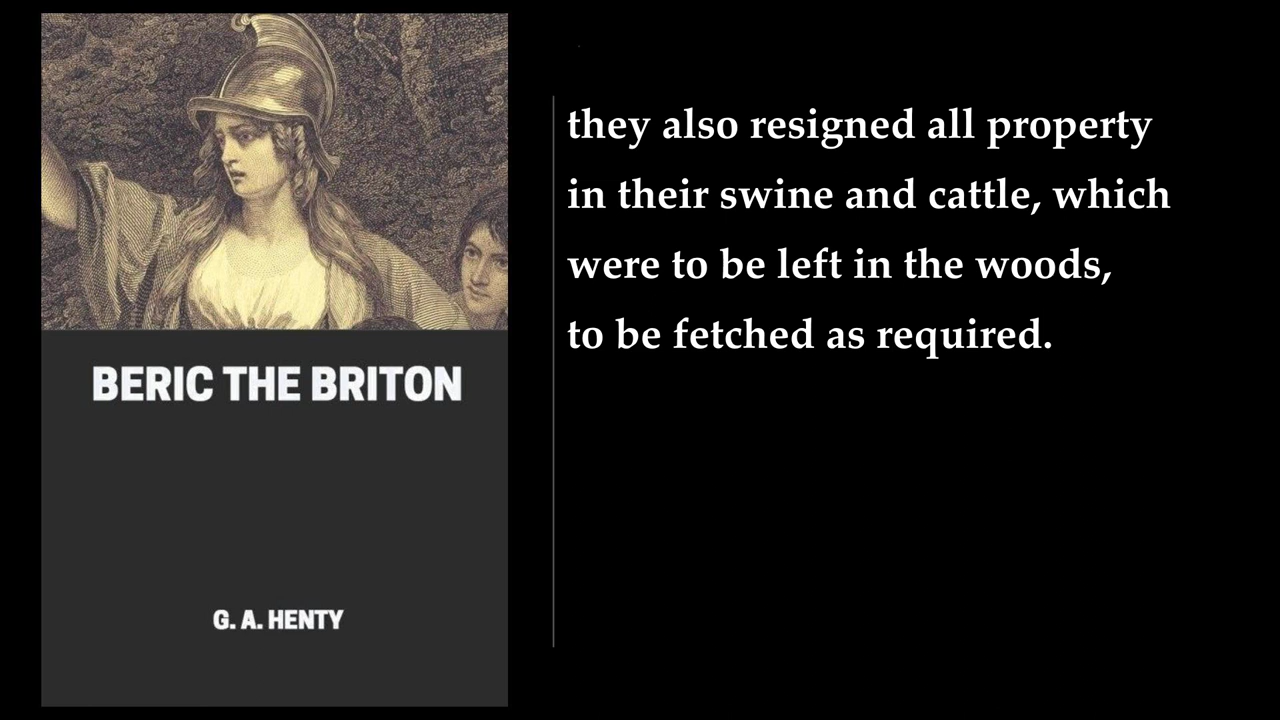 BERIC THE BRITON
G. A. HENTY
they also resigned all property
in their swine and cattle, which
were to be left in the woods,
to be fetched as required.